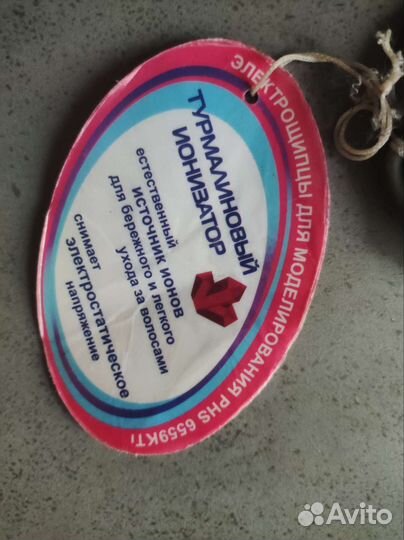 ЭЛЕКТРОЩИПЦЫ ДЛЯ МОДЕЛИРОВАНИЯ PHS 6559KTi
ТУРМАЛИНОВЫЙ
ИОНИЗАТОР
естественный
источник ионов
для бережного и легкого
ухода за волосами
снимает
электростатическое
напряжение
Avito